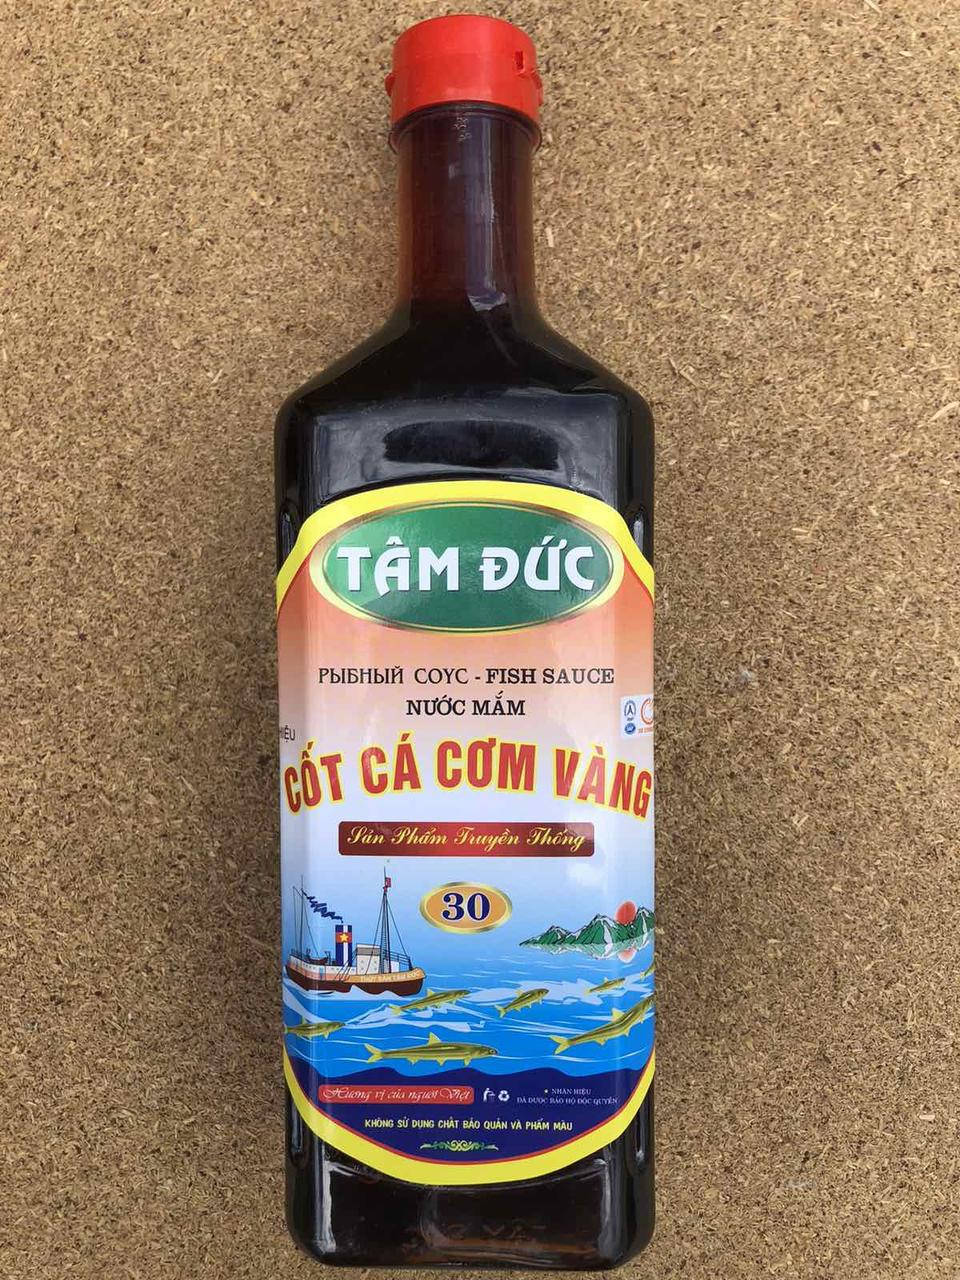 TÂM ĐỨC
РЫБНЫЙ СОУС - FISH SAUCE
NƯỚC MẮM
HIỆU
CỐT CÁ CƠM VÀNG
Sản Phẩm Truyền Thống
30
Hương vị của người Việt
NHÃN HIỆU
ĐÃ ĐƯỢC BẢO HỘ ĐỘC QUYỀN
KHÔNG SỬ DỤNG CHẤT BẢO QUẢN VÀ PHẨM MÀU